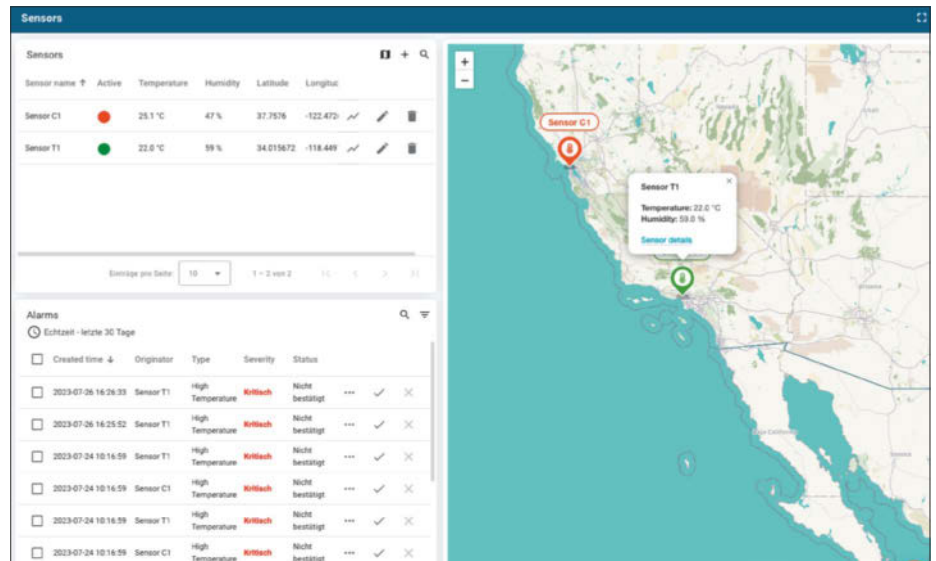 Sensors
Sensors
Sensor name ↑ Active Temperature Humidity Latitude Longituc
Sensor C1 25.1 °C 47 % 37.7576 -122.472
Sensor T1 22.0 °C 59 % 34.015672 -118.449
Einträge pro Seite: 10 1 – 2 von 2
Alarms
Echtzeit - letzte 30 Tage
Created time ↓ Originator Type Severity Status
2023-07-26 16:26:33 Sensor T1 High Temperature Kritisch Nicht bestätigt
2023-07-26 16:25:52 Sensor T1 High Temperature Kritisch Nicht bestätigt
2023-07-24 10:16:59 Sensor T1 High Temperature Kritisch Nicht bestätigt
2023-07-24 10:16:59 Sensor C1 High Temperature Kritisch Nicht bestätigt
2023-07-24 10:16:59 Sensor T1 High Temperature Kritisch Nicht bestätigt
2023-07-24 10:16:59 Sensor C1 High Temperature Kritisch Nicht bestätigt
+
−
Sensor C1
Nevada
Utah
Sensor T1
Temperature: 22.0 °C
Humidity: 59.0 %
Sensor details
Arizona
Baja California
Sonora